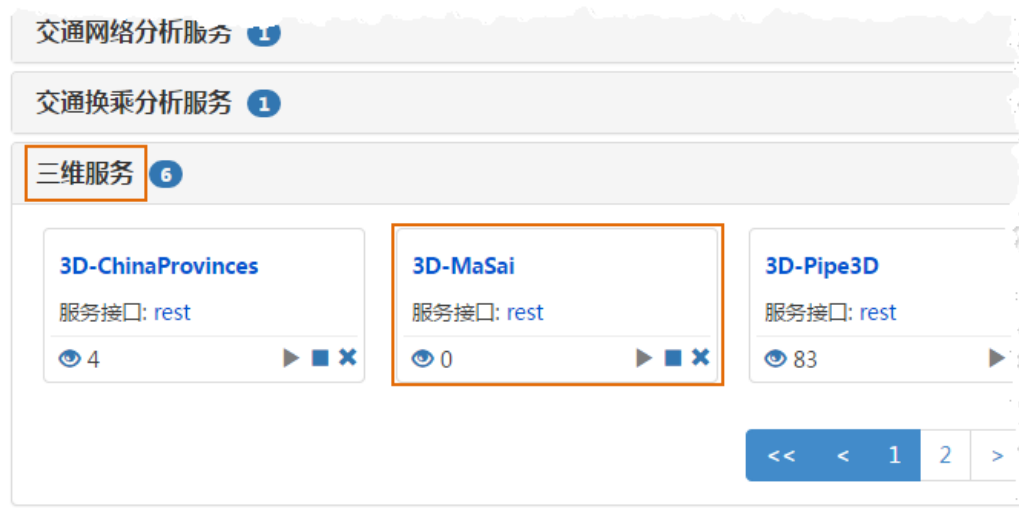 交通网络分析服务 1
交通换乘分析服务 1
三维服务 6
3D-ChinaProvinces
服务接口: rest
4
3D-MaSai
服务接口: rest
0
3D-Pipe3D
服务接口: rest
83
<< < 1 2 >